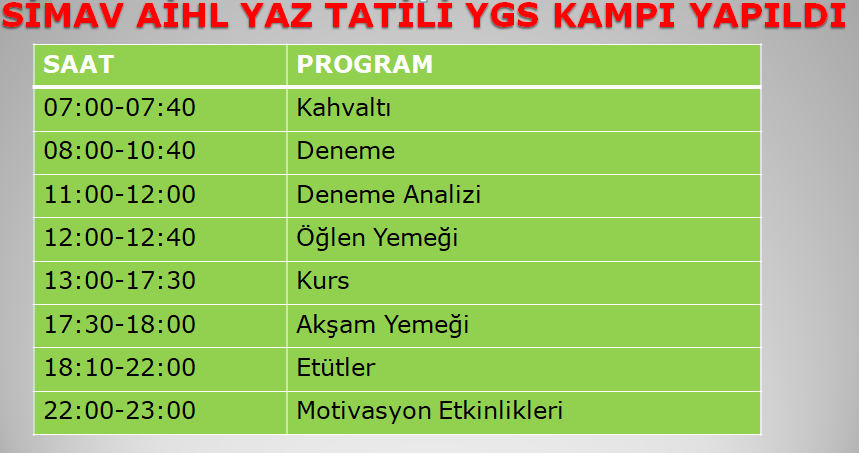 SİMAV AİHL YAZ TATİLİ YGS KAMPI YAPILDI
SAAT PROGRAM
07:00-07:40 Kahvaltı
08:00-10:40 Deneme
11:00-12:00 Deneme Analizi
12:00-12:40 Öğlen Yemeği
13:00-17:30 Kurs
17:30-18:00 Akşam Yemeği
18:10-22:00 Etütler
22:00-23:00 Motivasyon Etkinlikleri